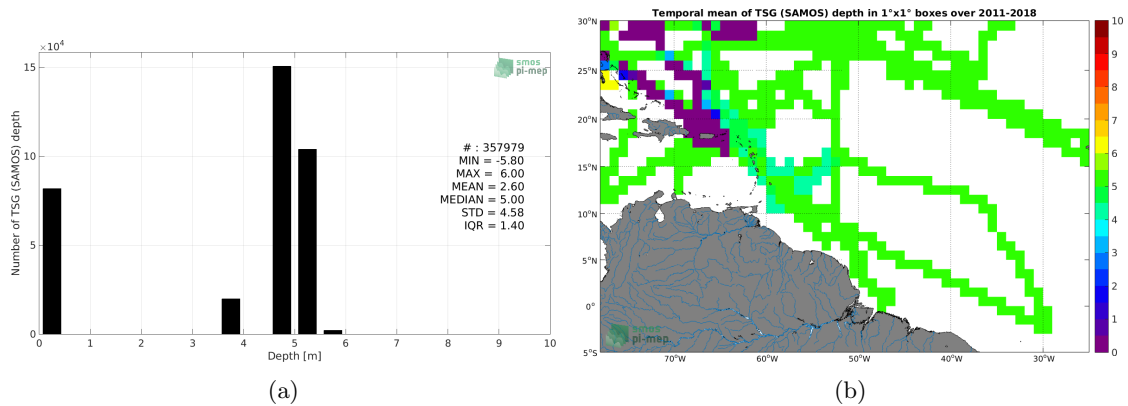 ×10⁴
15
10
5
0
Number of TSG (SAMOS) depth
0 1 2 3 4 5 6 7 8 9 10
Depth [m]
smos
pi-mep
# : 357979
MIN = -5.80
MAX = 6.00
MEAN = 2.60
MEDIAN = 5.00
STD = 4.58
IQR = 1.40
(a)
Temporal mean of TSG (SAMOS) depth in 1°x1° boxes over 2011-2018
30°N
25°N
20°N
15°N
10°N
5°N
0°
5°S
70°W 60°W 50°W 40°W 30°W
smos
pi-mep
10
9
8
7
6
5
4
3
2
1
0
(b)